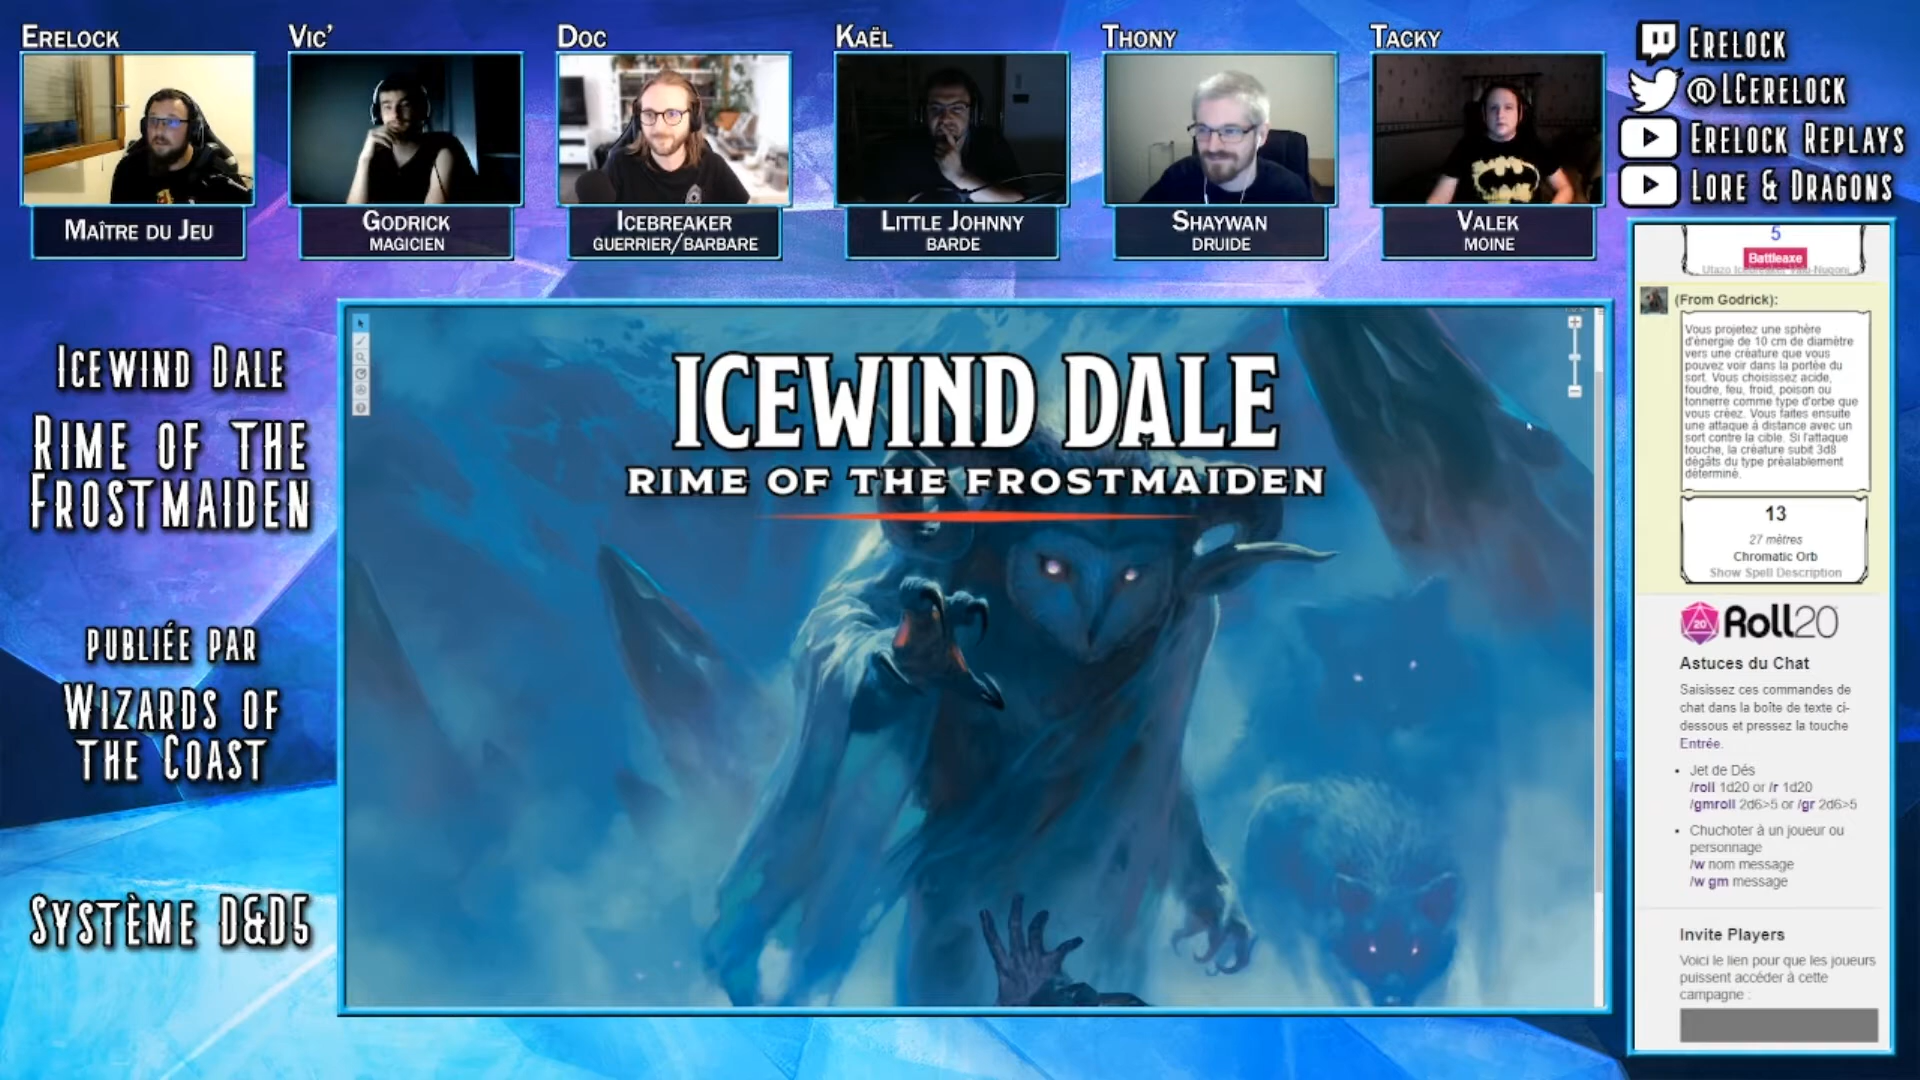 Erelock
Vic'
Doc
Kaël
Thony
Tacky
Maître du Jeu
Godrick
magicien
Icebreaker
guerrier/barbare
Little Johnny
barde
Shaywan
druide
Valek
moine
Erelock
@LCerelock
Erelock Replays
Lore & Dragons
Icewind Dale
Rime of the
Frostmaiden
publiée par
Wizards of
the Coast
Système D&D5
ICEWIND DALE
RIME OF THE FROSTMAIDEN
5
Battleaxe
(From Godrick):
Vous projetez une sphère
d'énergie de 10 cm de diamètre
vers une créature que vous
pouvez voir dans la portée du
sort. Vous choisissez acide,
foudre, feu, froid, poison ou
tonnerre comme type d'orbe que
vous créez. Vous faites ensuite
une attaque à distance avec un
sort contre la cible. Si l'attaque
touche, la créature subit 3d8
dégâts du type préalablement
déterminé.
13
27 mètres
Chromatic Orb
Show Spell Description
20
Roll20
Astuces du Chat
Saisissez ces commandes de
chat dans la boîte de texte ci-
dessous et pressez la touche
Entrée.
• Jet de Dés
/roll 1d20 or /r 1d20
/gmroll 2d6>5 or /gr 2d6>5
• Chuchoter à un joueur ou
personnage
/w nom message
/w gm message
Invite Players
Voici le lien pour que les joueurs
puissent accéder à cette
campagne :